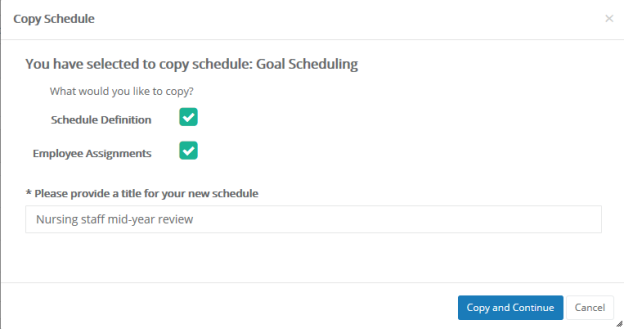 Copy Schedule
You have selected to copy schedule: Goal Scheduling
What would you like to copy?
Schedule Definition
Employee Assignments
* Please provide a title for your new schedule
Nursing staff mid-year review
Copy and Continue Cancel